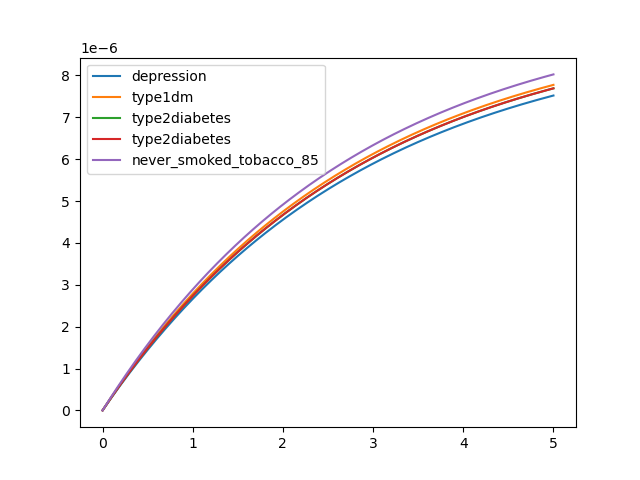 1e−6
8
7
6
5
4
3
2
1
0
depression
type1dm
type2diabetes
type2diabetes
never_smoked_tobacco_85
0 1 2 3 4 5